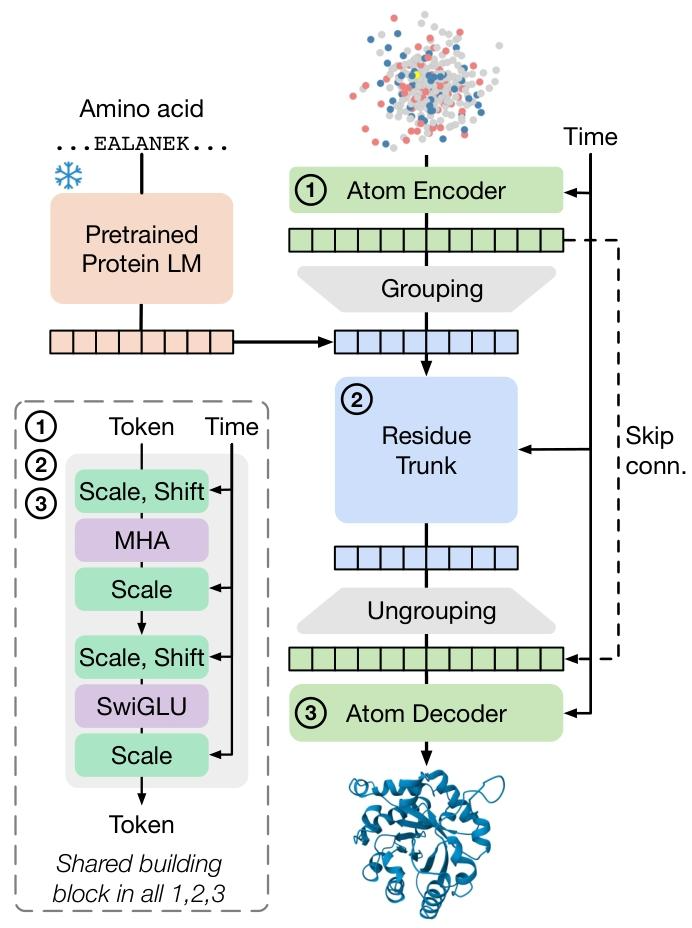 Amino acid
...EALANEK...
Pretrained
Protein LM
Time
1 Atom Encoder
Grouping
2
Residue
Trunk
Skip
conn.
Ungrouping
3 Atom Decoder
1
2
3
Token Time
Scale, Shift
MHA
Scale
Scale, Shift
SwiGLU
Scale
Token
Shared building
block in all 1,2,3